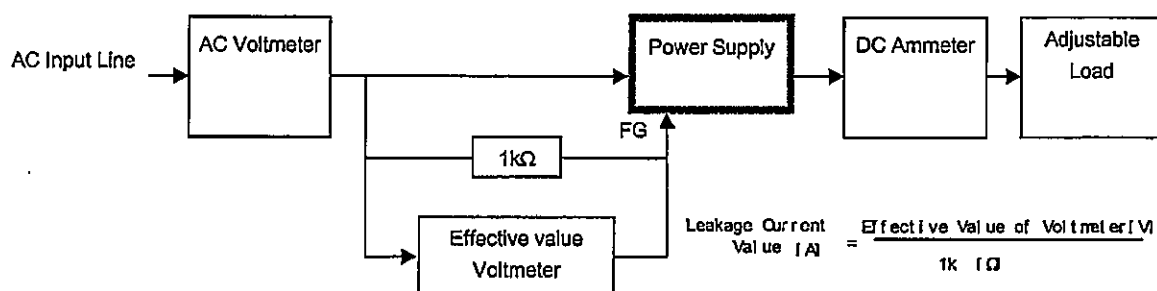 AC Input Line
AC Voltmeter
Power Supply
DC Ammeter
Adjustable
Load
FG
1kΩ
Effective value
Voltmeter
Leakage Current
Value [A]
=
Effective Value of Voltmeter[V]
1k [Ω]